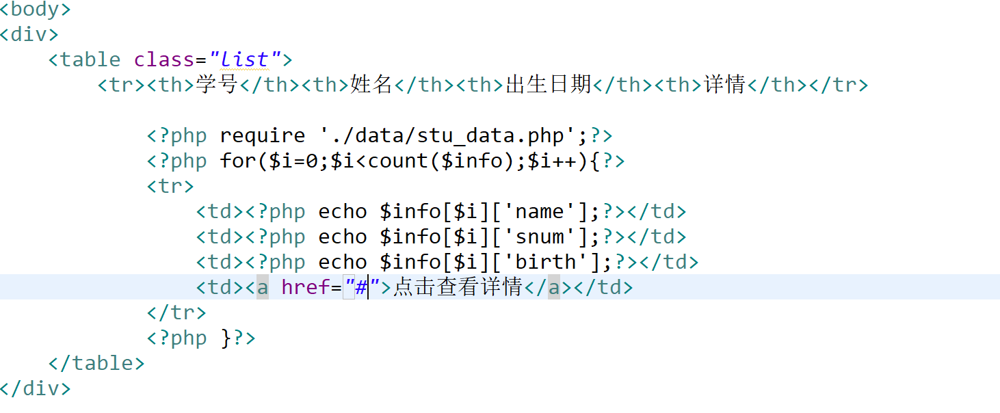 <body>
<div>
    <table class="list">
        <tr><th>学号</th><th>姓名</th><th>出生日期</th><th>详情</th></tr>

            <?php require './data/stu_data.php';?>
            <?php for($i=0;$i<count($info);$i++){?>
            <tr>
                <td><?php echo $info[$i]['name'];?></td>
                <td><?php echo $info[$i]['snum'];?></td>
                <td><?php echo $info[$i]['birth'];?></td>
                <td><a href="#">点击查看详情</a></td>
            </tr>
            <?php }?>
    </table>
</div>